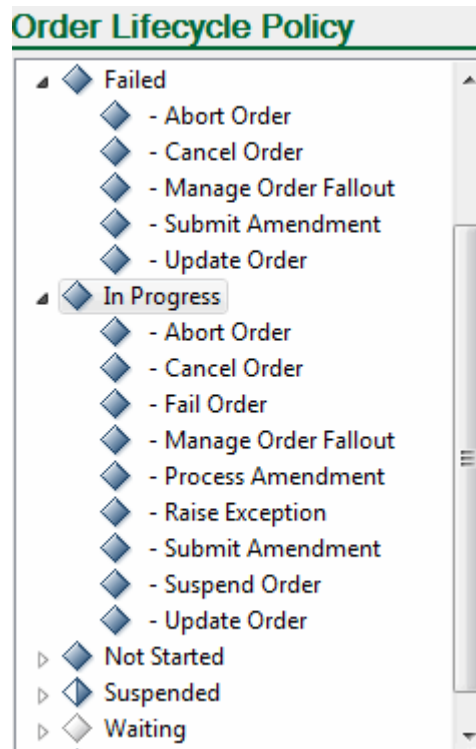 Order Lifecycle Policy
Failed
- Abort Order
- Cancel Order
- Manage Order Fallout
- Submit Amendment
- Update Order
In Progress
- Abort Order
- Cancel Order
- Fail Order
- Manage Order Fallout
- Process Amendment
- Raise Exception
- Submit Amendment
- Suspend Order
- Update Order
Not Started
Suspended
Waiting